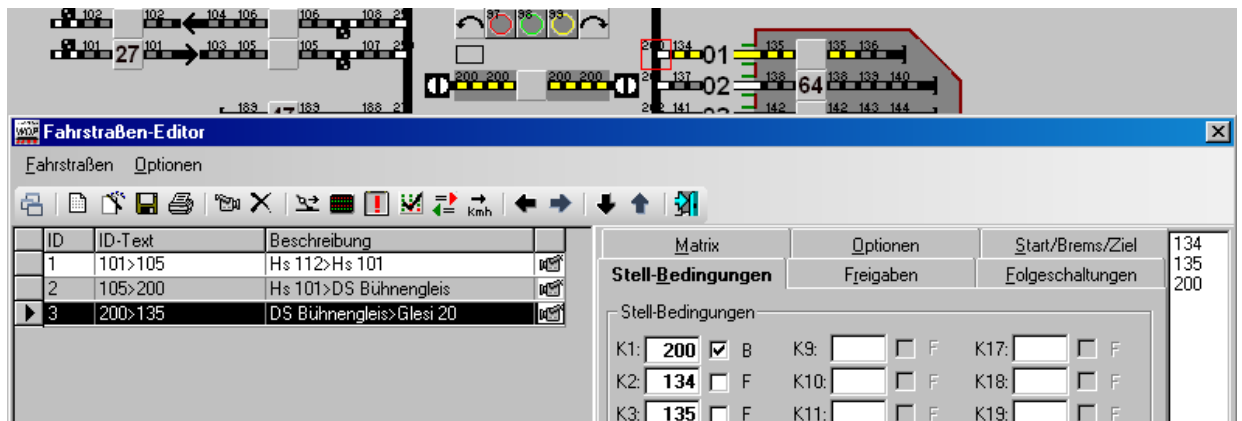 102 102 104 106 106 108
97 98 99
101 27 101 103 105 105 107
134 01 135 135 136
200 200 200 200
137 02 138 64 138 139 140
189 189 188
141 142 142 143 144
Fahrstraßen-Editor
Fahrstraßen Optionen
kmh
ID ID-Text Beschreibung
1 101>105 Hs 112>Hs 101
2 105>200 Hs 101>DS Bühnengleis
3 200>135 DS Bühnengleis>Glesi 20
Matrix Optionen Start/Brems/Ziel
Stell-Bedingungen Freigaben Folgeschaltungen
134
135
200
Stell-Bedingungen
K1: 200 B K9: F K17: F
K2: 134 F K10: F K18: F
K3: 135 F K11: F K19: F